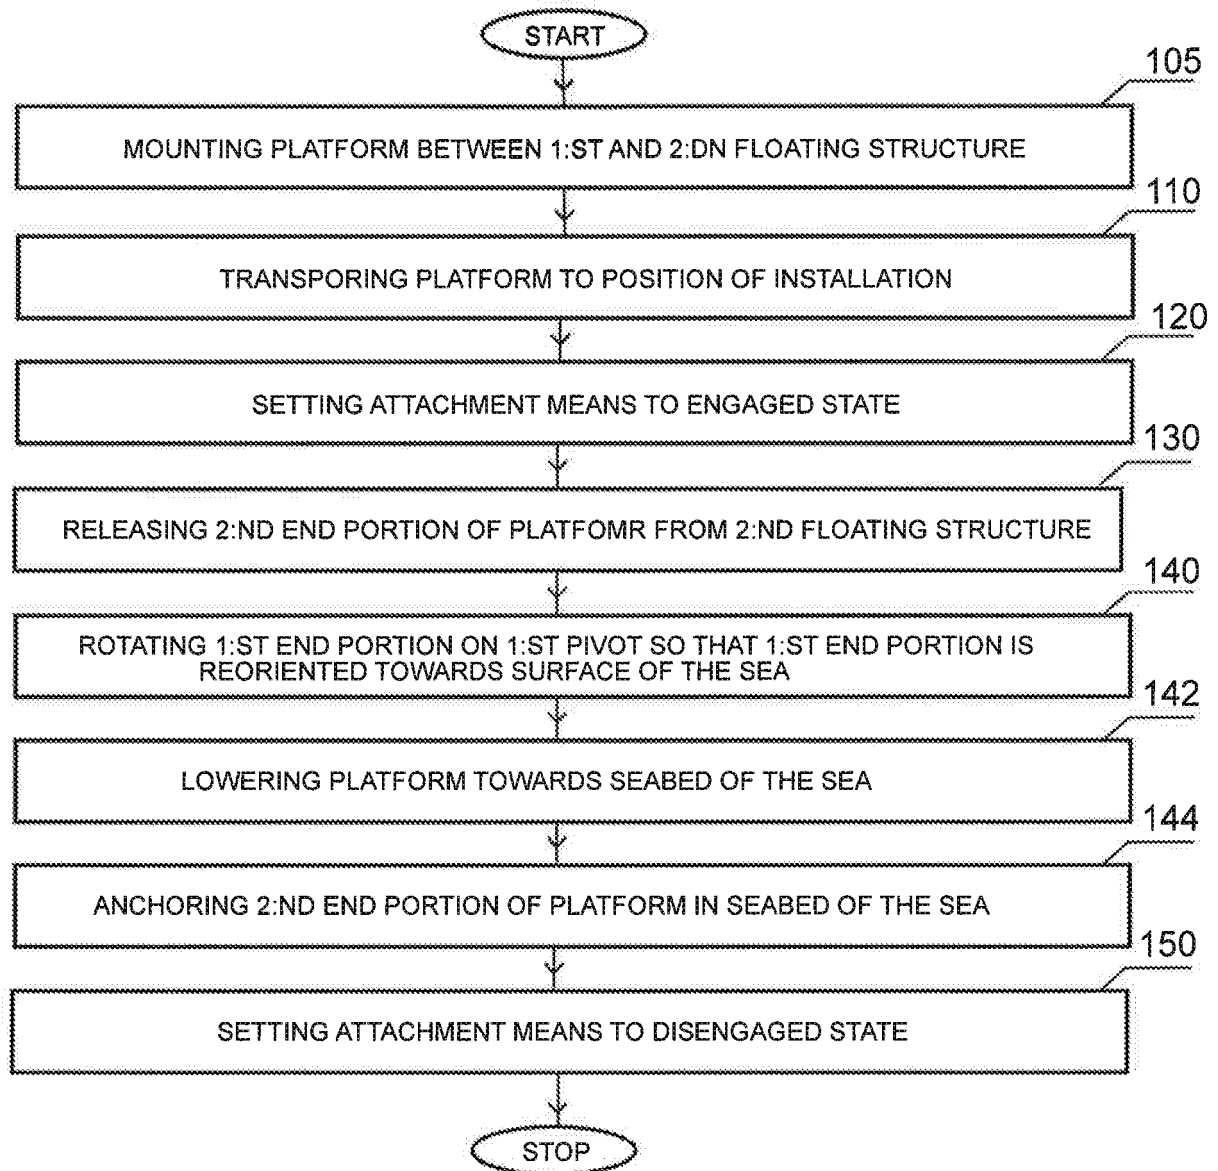 START
105
MOUNTING PLATFORM BETWEEN 1:ST AND 2:DN FLOATING STRUCTURE
110
TRANSPORING PLATFORM TO POSITION OF INSTALLATION
120
SETTING ATTACHMENT MEANS TO ENGAGED STATE
130
RELEASING 2:ND END PORTION OF PLATFOMR FROM 2:ND FLOATING STRUCTURE
140
ROTATING 1:ST END PORTION ON 1:ST PIVOT SO THAT 1:ST END PORTION IS
REORIENTED TOWARDS SURFACE OF THE SEA
142
LOWERING PLATFORM TOWARDS SEABED OF THE SEA
144
ANCHORING 2:ND END PORTION OF PLATFORM IN SEABED OF THE SEA
150
SETTING ATTACHMENT MEANS TO DISENGAGED STATE
STOP